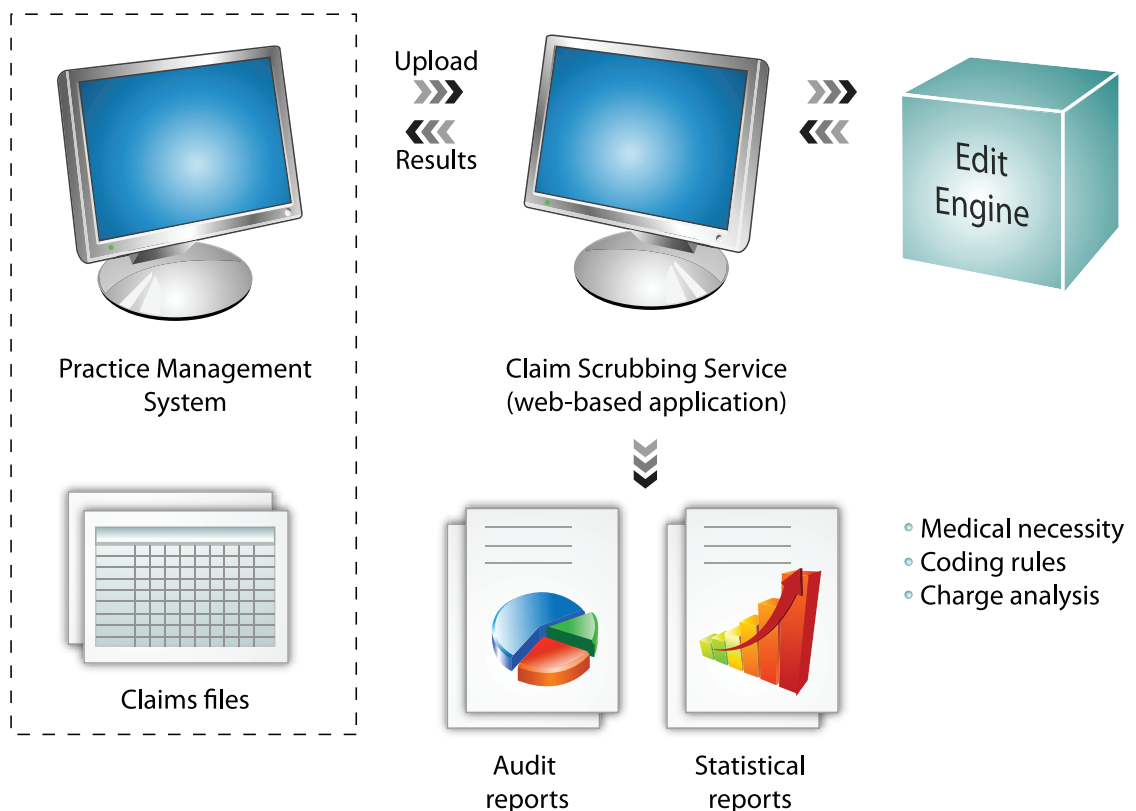 Upload
Results
Edit
Engine
Practice Management
System
Claim Scrubbing Service
(web-based application)
Claims files
• Medical necessity
• Coding rules
• Charge analysis
Audit
reports
Statistical
reports